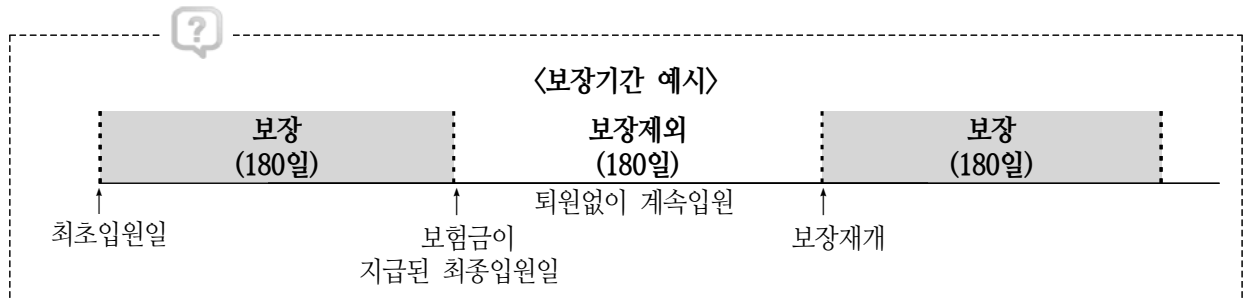 ?
〈보장기간 예시〉
보장 보장제외 보장
(180일) (180일) (180일)
퇴원없이 계속입원
최초입원일 보험금이 보장재개
지급된 최종입원일